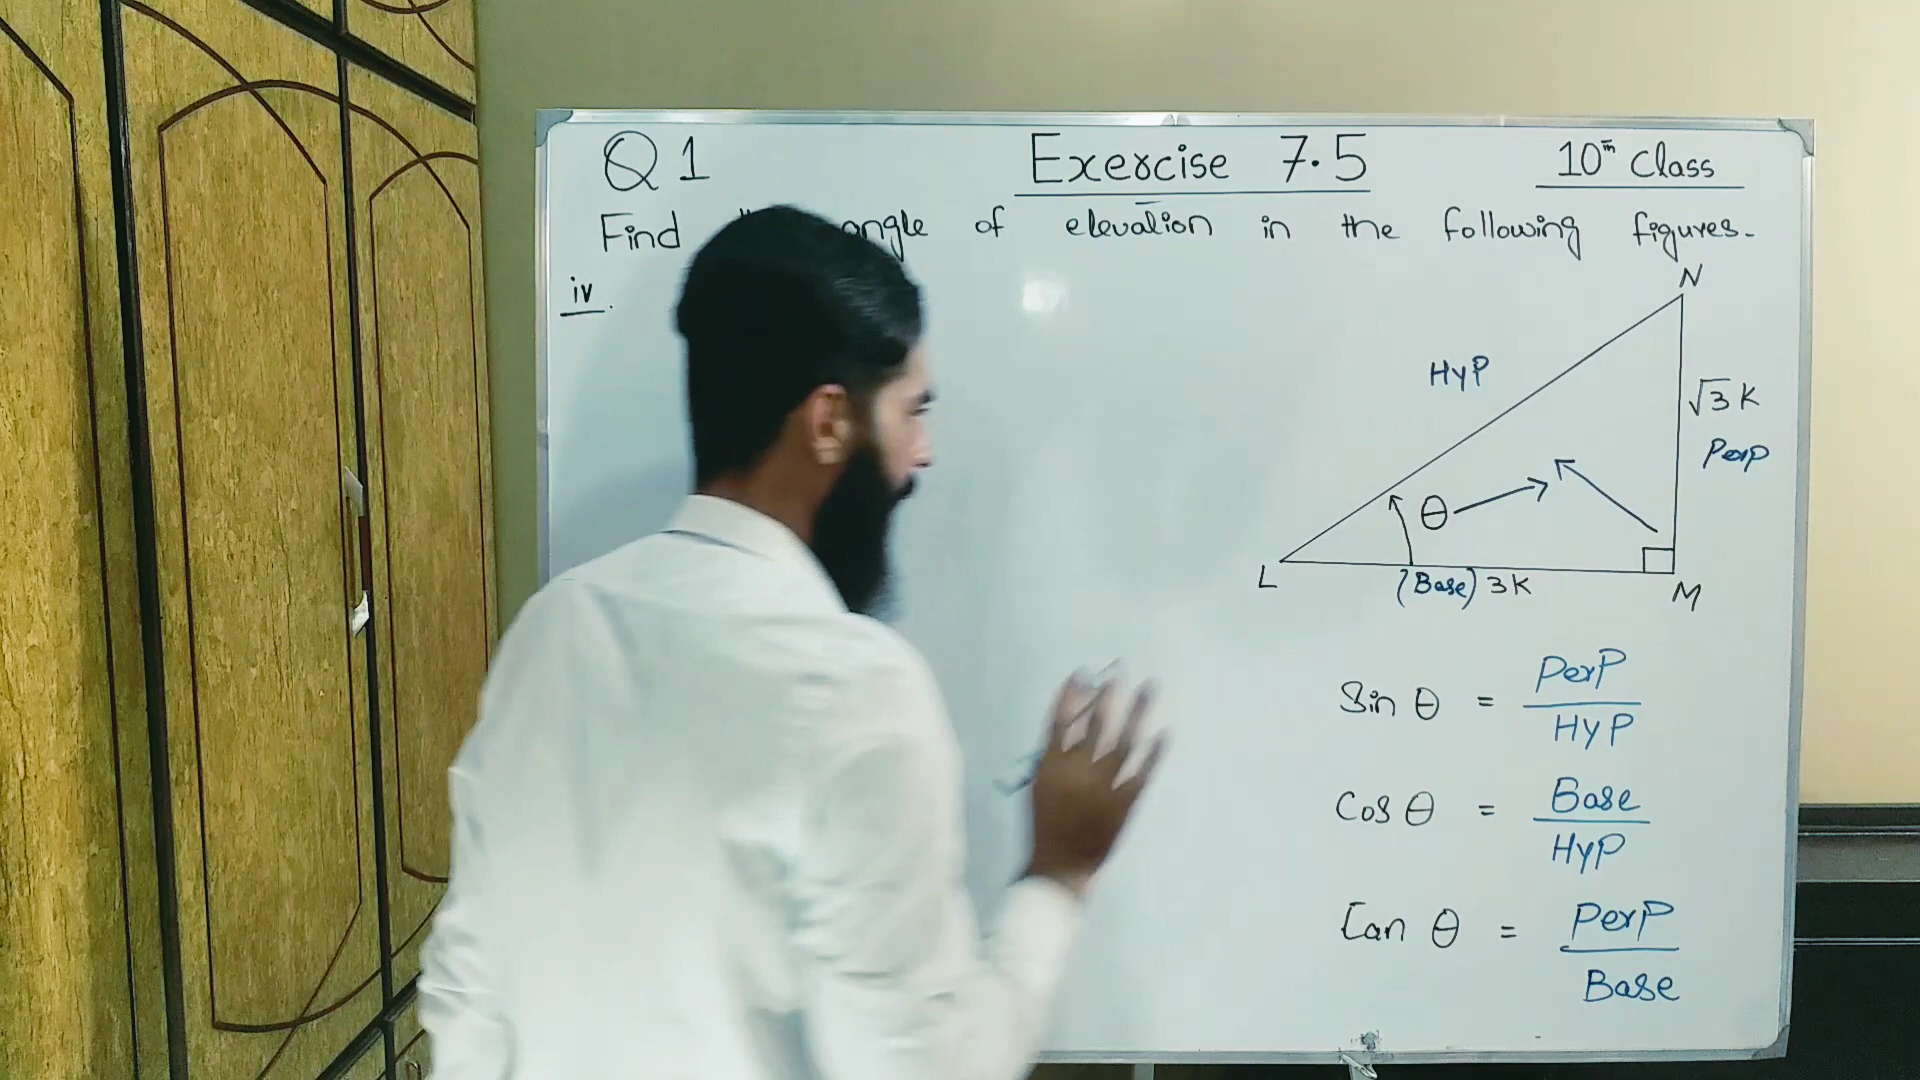 Q 1 Exercise 7.5 10th Class
Find angle of elevation in the following figures.
iv.
N
HyP
√3 K
Perp
θ
L (Base) 3K M
Sin θ = PerP / HyP
Cos θ = Base / HyP
Tan θ = PerP / Base